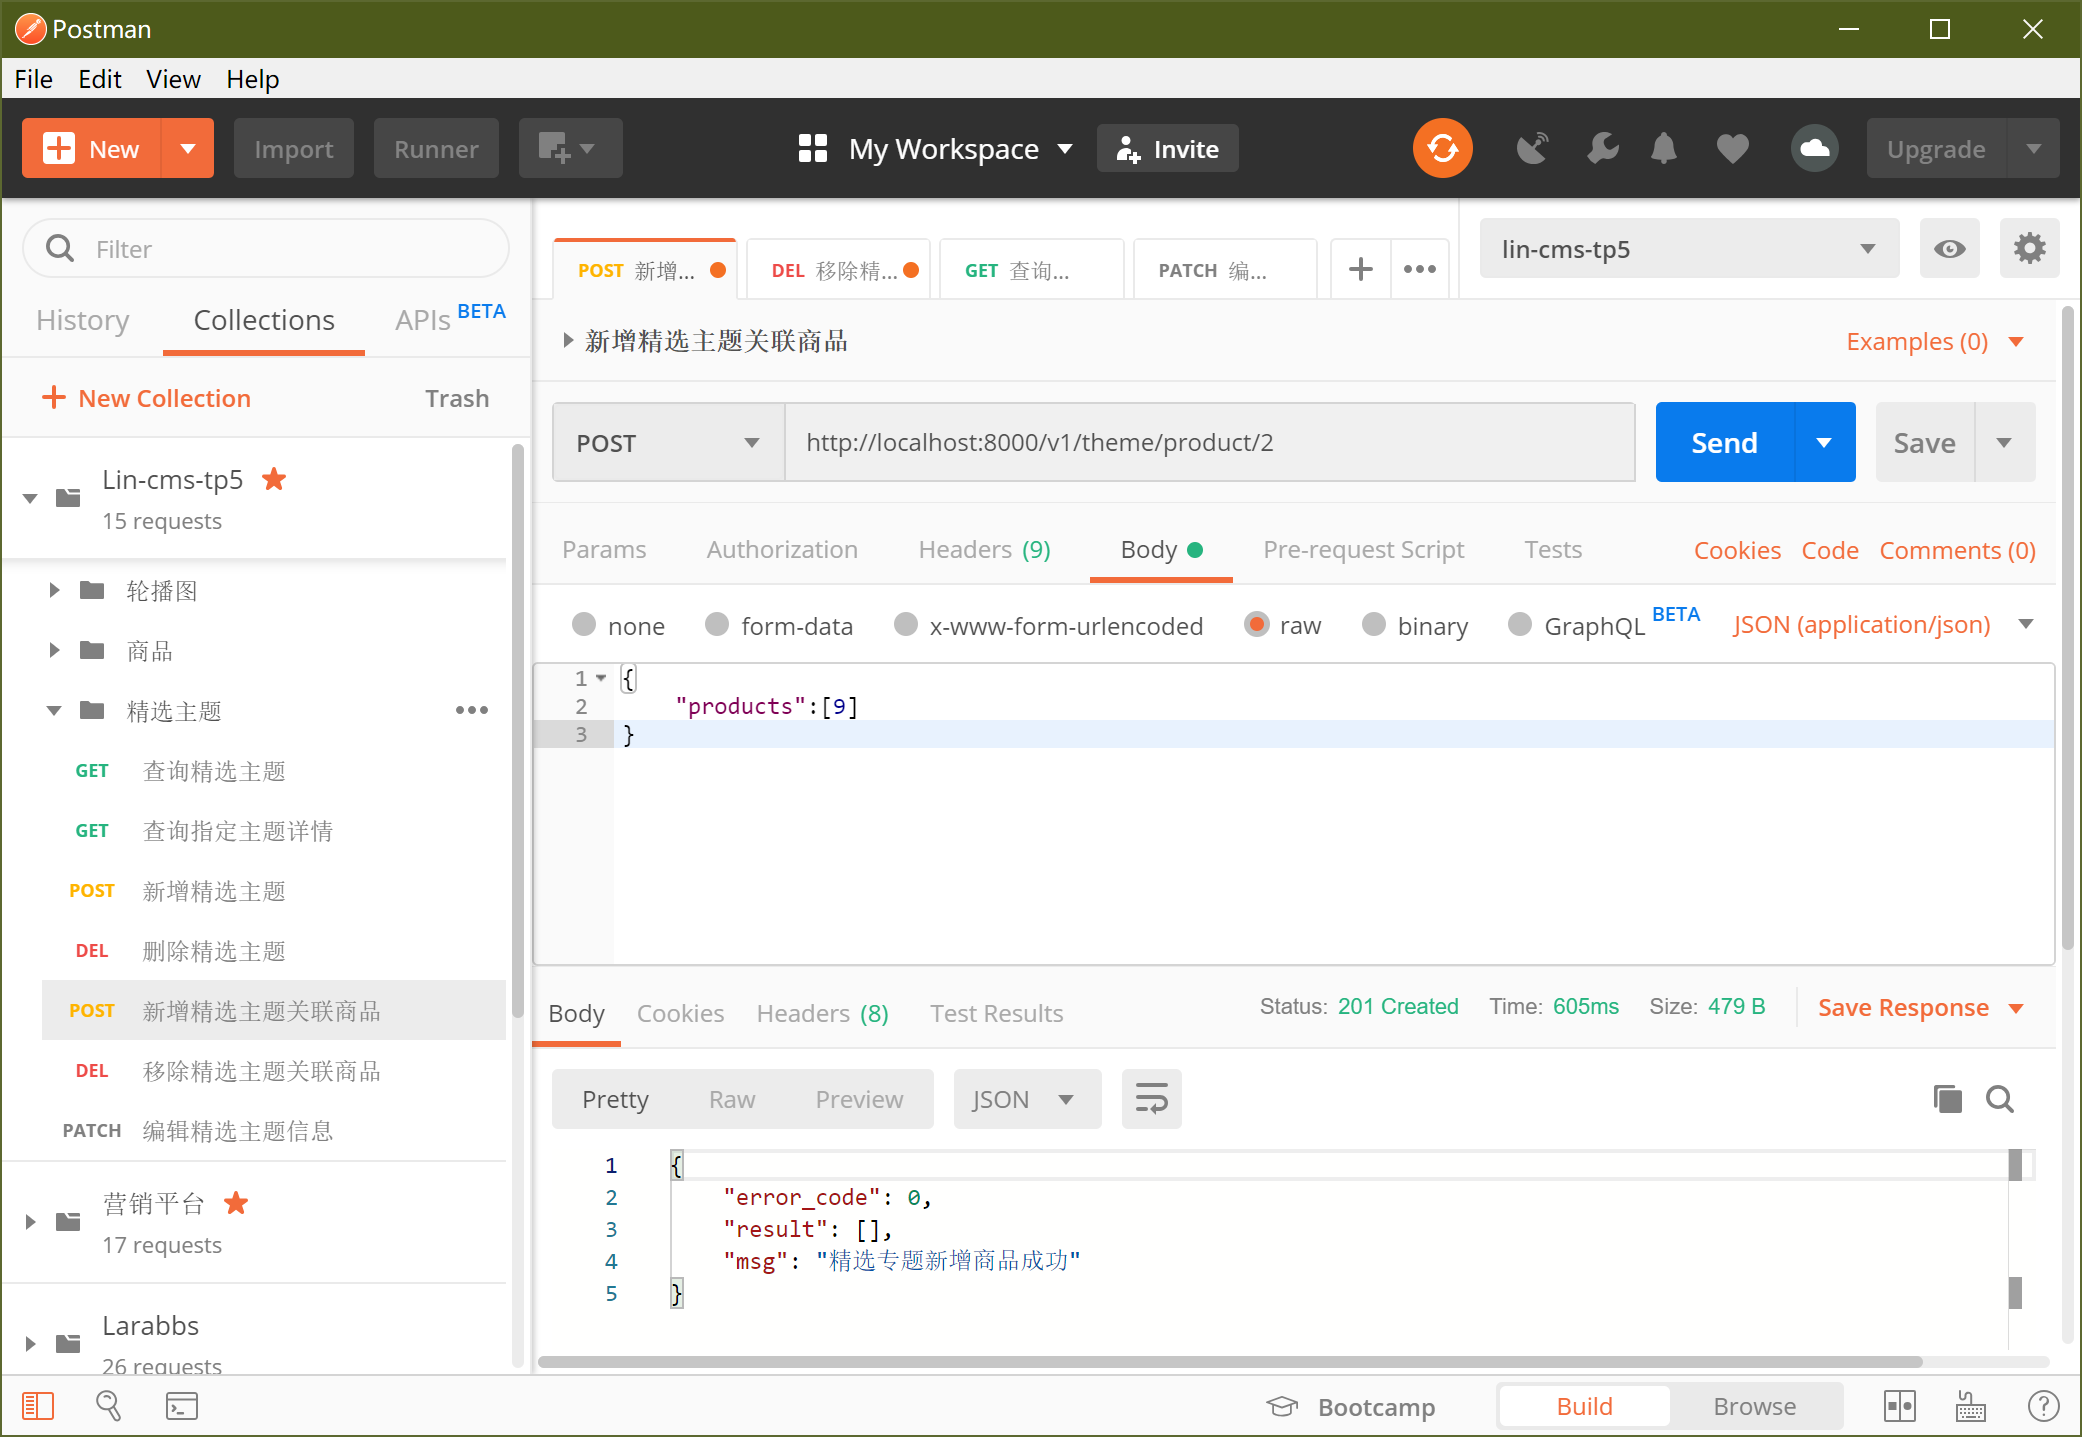 Postman
File Edit View Help
New Import Runner My Workspace Invite Upgrade
Filter
History Collections APIs BETA
New Collection Trash
Lin-cms-tp5
15 requests
轮播图
商品
精选主题
GET 查询精选主题
GET 查询指定主题详情
POST 新增精选主题
DEL 删除精选主题
POST 新增精选主题关联商品
DEL 移除精选主题关联商品
PATCH 编辑精选主题信息
营销平台
17 requests
Larabbs
26 requests
POST 新增... DEL 移除精... GET 查询... PATCH 编... lin-cms-tp5
新增精选主题关联商品 Examples (0)
POST http://localhost:8000/v1/theme/product/2 Send Save
Params Authorization Headers (9) Body Pre-request Script Tests Cookies Code Comments (0)
none form-data x-www-form-urlencoded raw binary GraphQL BETA JSON (application/json)
1 {
2 "products":[9]
3 }
Body Cookies Headers (8) Test Results Status: 201 Created Time: 605ms Size: 479 B Save Response
Pretty Raw Preview JSON
1 {
2 "error_code": 0,
3 "result": [],
4 "msg": "精选专题新增商品成功"
5 }
Bootcamp Build Browse